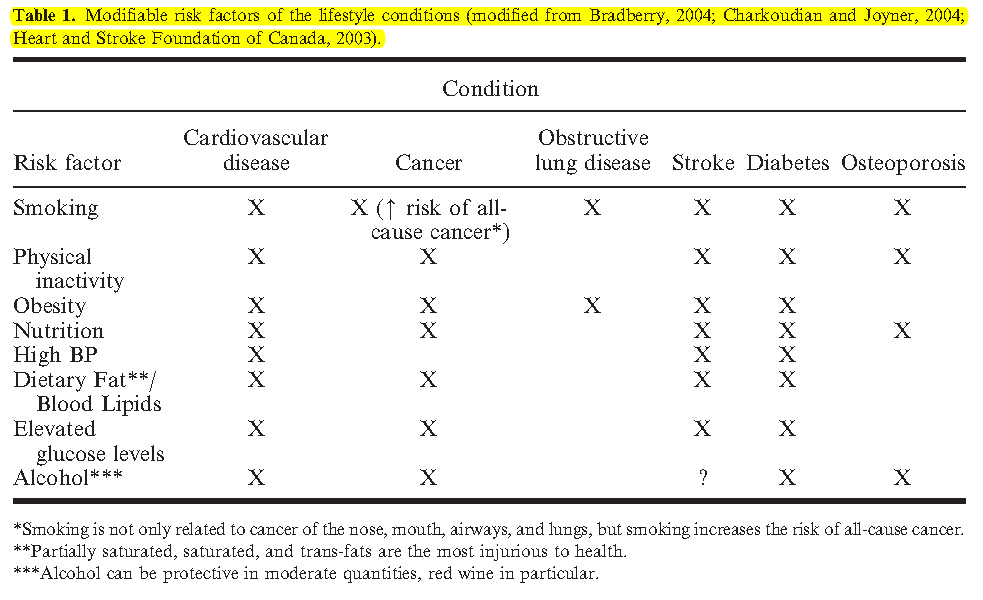 Table 1. Modifiable risk factors of the lifestyle conditions (modified from Bradberry, 2004; Charkoudian and Joyner, 2004;
Heart and Stroke Foundation of Canada, 2003).
Condition
Cardiovascular Obstructive
Risk factor disease Cancer lung disease Stroke Diabetes Osteoporosis
Smoking X X (↑ risk of all- X X X X
cause cancer*)
Physical X X X X X
inactivity
Obesity X X X X X
Nutrition X X X X X
High BP X X X
Dietary Fat**/ X X X X
Blood Lipids
Elevated X X X X
glucose levels
Alcohol*** X X ? X X
*Smoking is not only related to cancer of the nose, mouth, airways, and lungs, but smoking increases the risk of all-cause cancer.
**Partially saturated, saturated, and trans-fats are the most injurious to health.
***Alcohol can be protective in moderate quantities, red wine in particular.